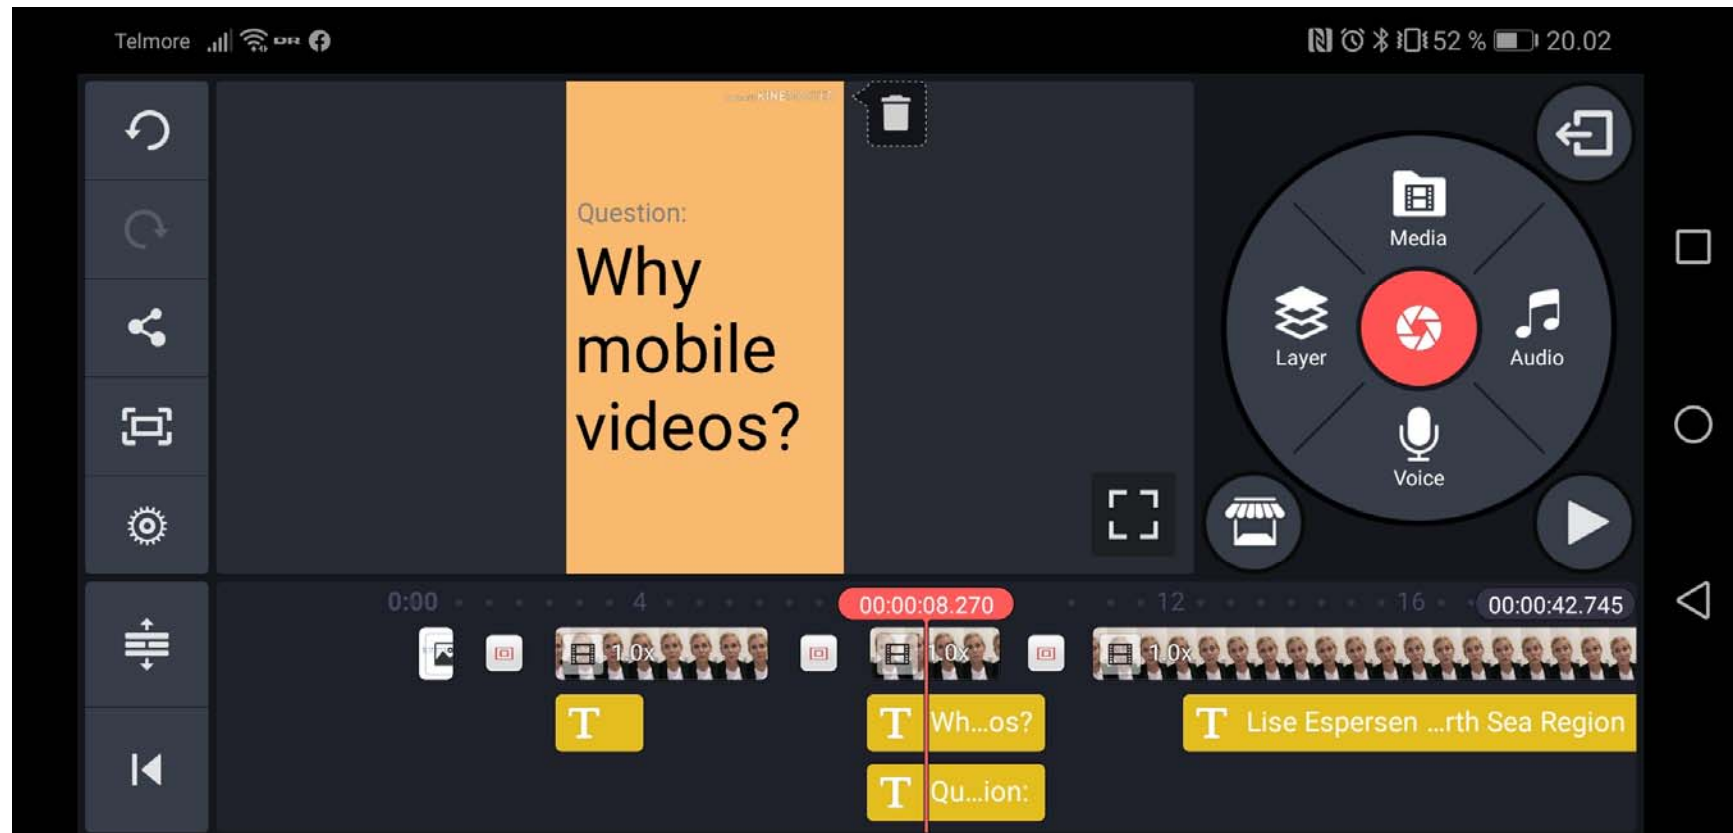 Telmore
DR
52 %
20.02
KINE
Question:
Why
mobile
videos?
Media
Layer
Audio
Voice
0:00
4
00:00:08.270
12
16
00:00:42.745
1.0x
1.0x
1.0x
T
T Wh...os?
T Lise Espersen ...rth Sea Region
T Qu...ion: